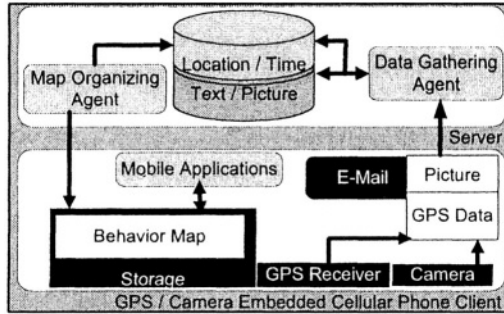 Map Organizing
Agent
Location / Time
Text / Picture
Data Gathering
Agent
Server
Mobile Applications
E-Mail
Picture
GPS Data
Behavior Map
Storage
GPS Receiver
Camera
GPS / Camera Embedded Cellular Phone Client